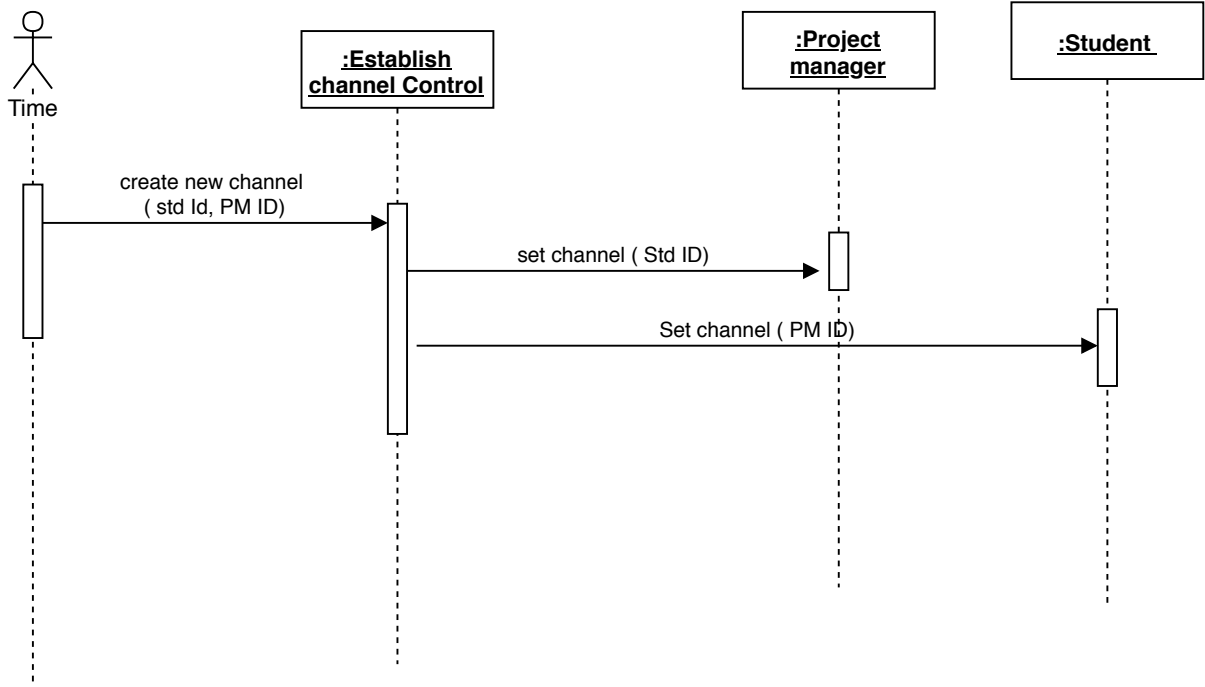 Time
:Establish
channel Control
:Project
manager
:Student
create new channel
( std Id, PM ID)
set channel ( Std ID)
Set channel ( PM ID)